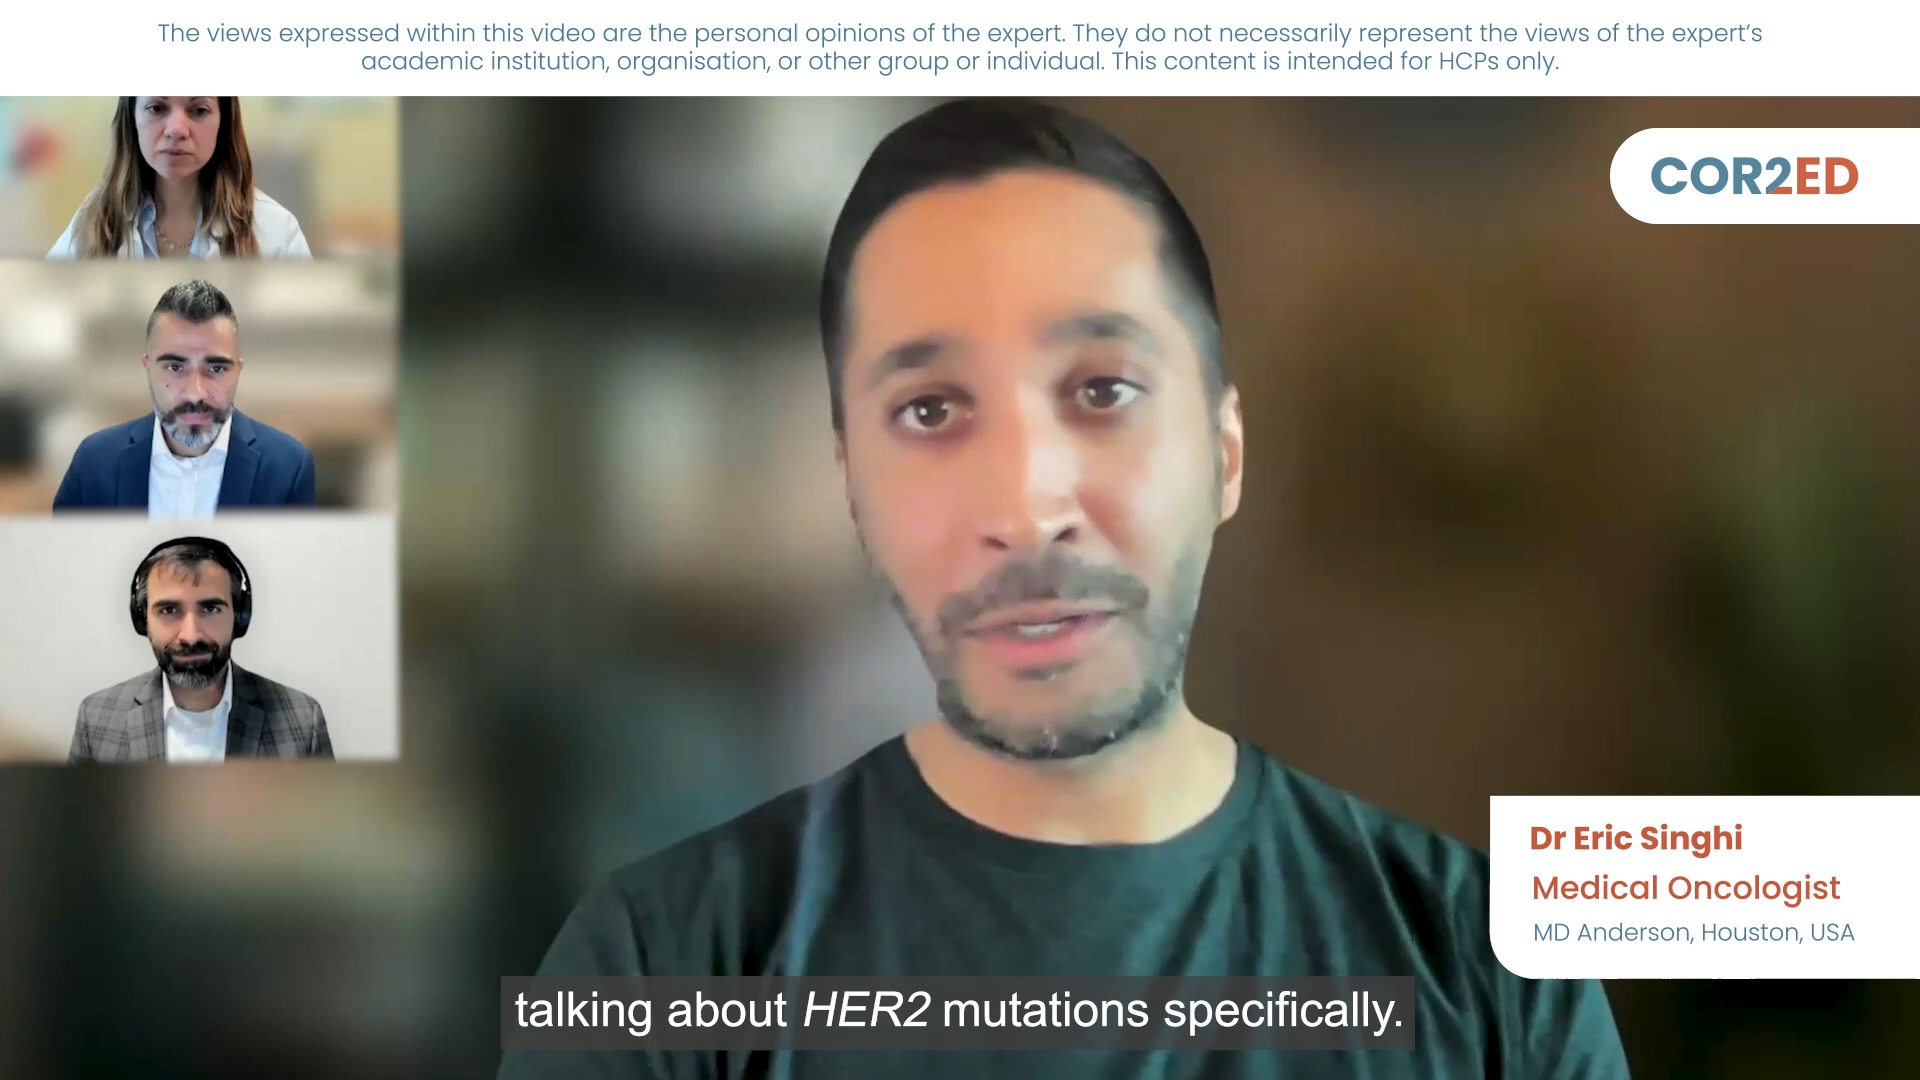 The views expressed within this video are the personal opinions of the expert. They do not necessarily represent the views of the expert’s
academic institution, organisation, or other group or individual. This content is intended for HCPs only.
COR2ED
Dr Eric Singhi
Medical Oncologist
MD Anderson, Houston, USA
talking about HER2 mutations specifically.